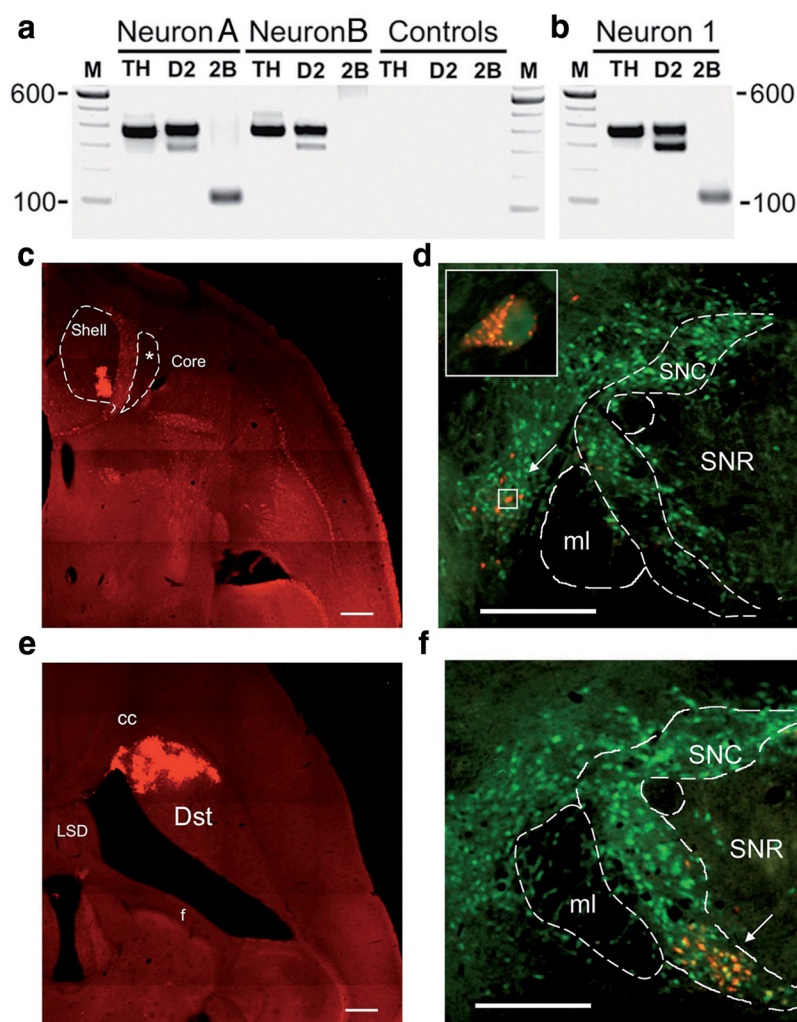 a
Neuron A
Neuron B
Controls
b
Neuron 1
M
TH
D2
2B
TH
D2
2B
TH
D2
2B
M
M
TH
D2
2B
600
100
-600
-100
c
Shell
*
Core
d
SNC
SNR
ml
e
cc
LSD
Dst
f
f
SNC
SNR
ml